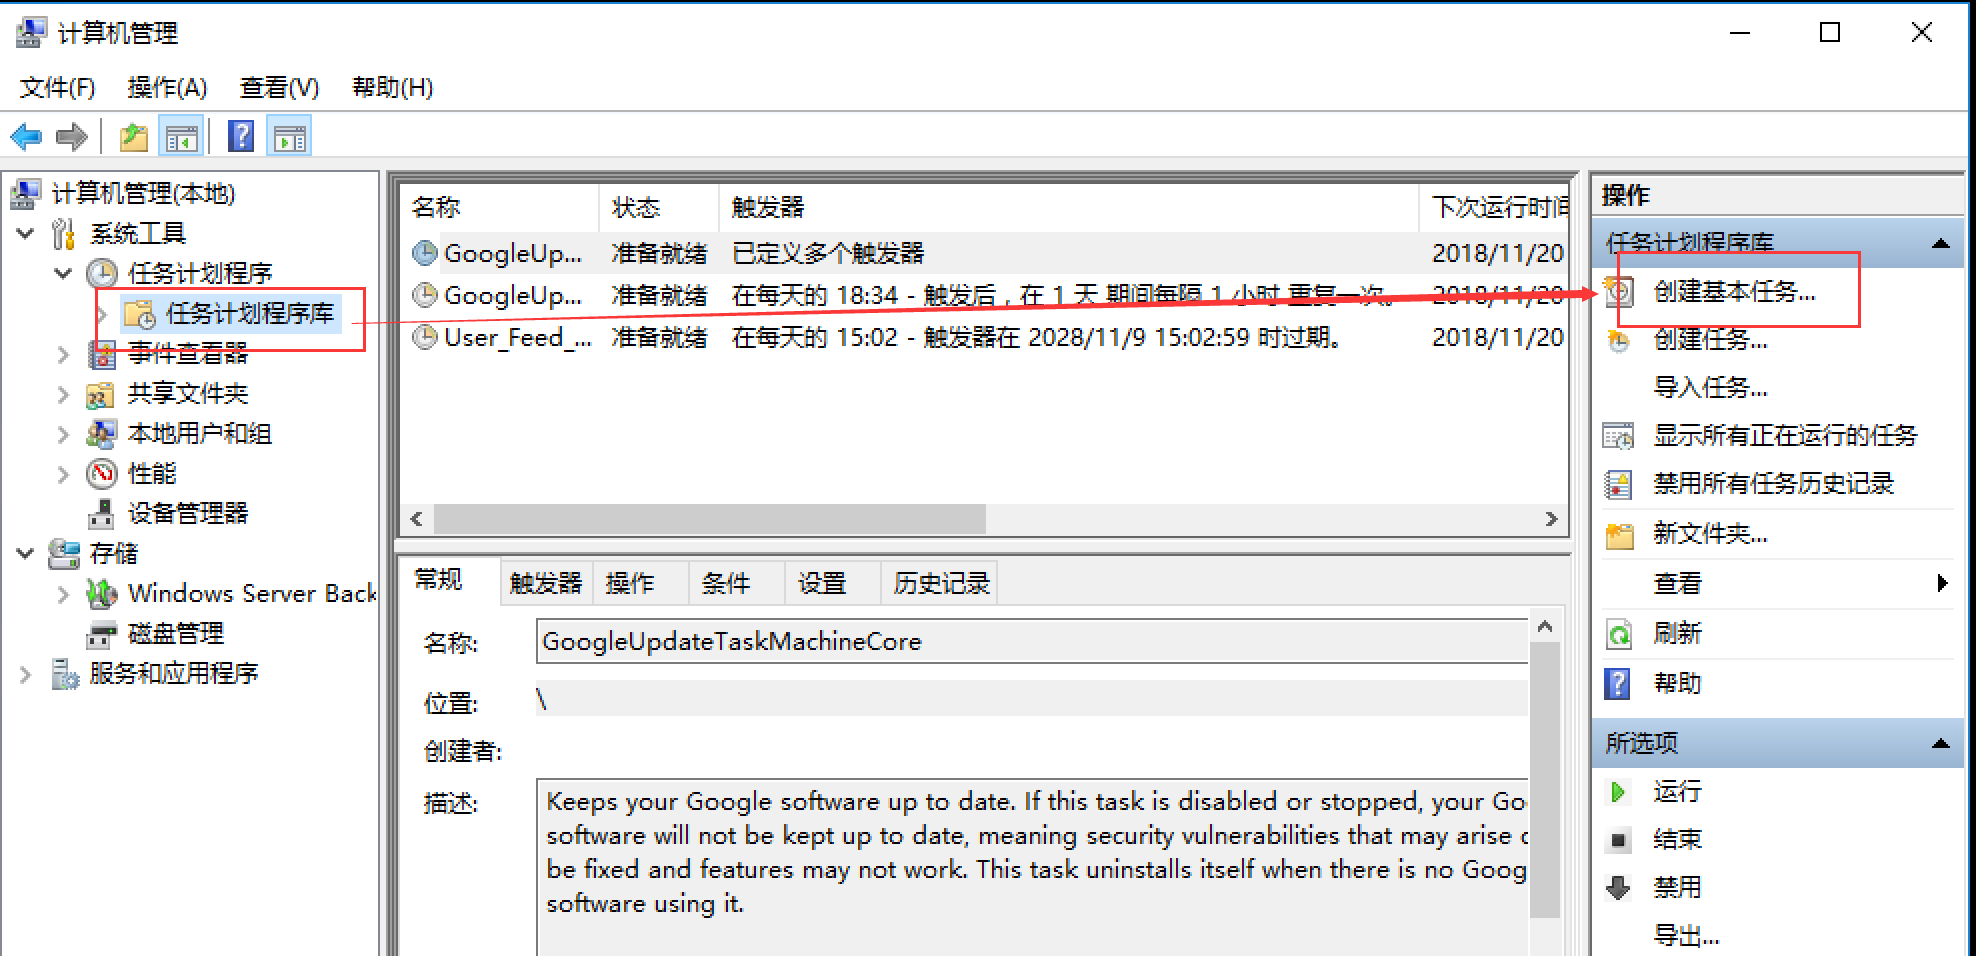 计算机管理
文件(F) 操作(A) 查看(V) 帮助(H)
计算机管理(本地)
系统工具
任务计划程序
任务计划程序库
事件查看器
共享文件夹
本地用户和组
性能
设备管理器
存储
Windows Server Back
磁盘管理
服务和应用程序
名称 状态 触发器 下次运行时间
GoogleUp... 准备就绪 已定义多个触发器 2018/11/20
GoogleUp... 准备就绪 在每天的 18:34 - 触发后，在 1 天 期间每隔 1 小时 重复一次。 2018/11/20
User_Feed_... 准备就绪 在每天的 15:02 - 触发器在 2028/11/9 15:02:59 时过期。 2018/11/20
常规 触发器 操作 条件 设置 历史记录
名称: GoogleUpdateTaskMachineCore
位置: \
创建者:
描述: Keeps your Google software up to date. If this task is disabled or stopped, your Go
software will not be kept up to date, meaning security vulnerabilities that may arise c
be fixed and features may not work. This task uninstalls itself when there is no Goog
software using it.
操作
任务计划程序库
创建基本任务...
创建任务...
导入任务...
显示所有正在运行的任务
禁用所有任务历史记录
新文件夹...
查看
刷新
帮助
所选项
运行
结束
禁用
导出...